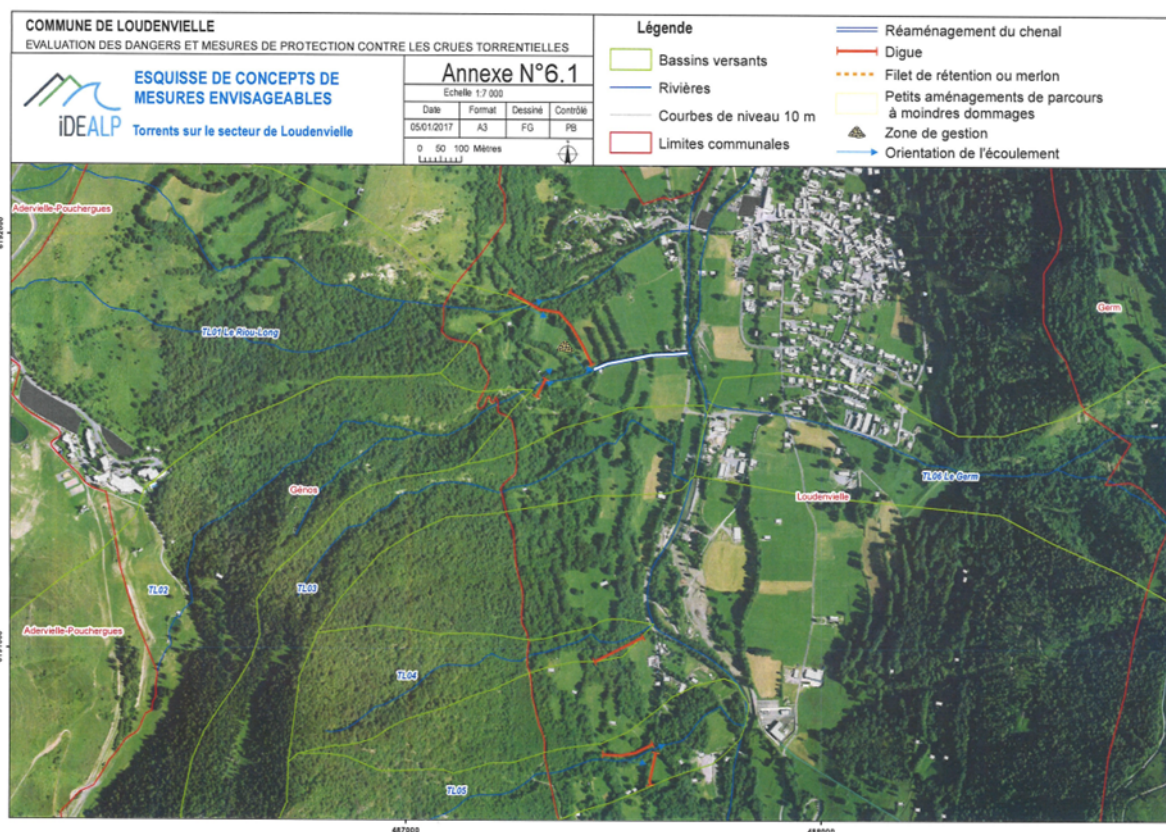 COMMUNE DE LOUDENVIELLE
EVALUATION DES DANGERS ET MESURES DE PROTECTION CONTRE LES CRUES TORRENTIELLES
iDEALP
ESQUISSE DE CONCEPTS DE
MESURES ENVISAGEABLES
Torrents sur le secteur de Loudenvielle
Annexe N°6.1
Echelle 1:7 000
Date Format Dessiné Contrôlé
05/01/2017 A3 FG PB
0 50 100 Mètres
Légende
Bassins versants
Rivières
Courbes de niveau 10 m
Limites communales
Réaménagement du chenal
Digue
Filet de rétention ou merlon
Petits aménagements de parcours
à moindres dommages
Zone de gestion
Orientation de l'écoulement
Adervielle-Pouchergues
TL01 Le Riou-Long
Germ
Génos
TL06 Le Germ
Loudenvielle
TL02
TL03
Adervielle-Pouchergues
TL04
TL05
487000